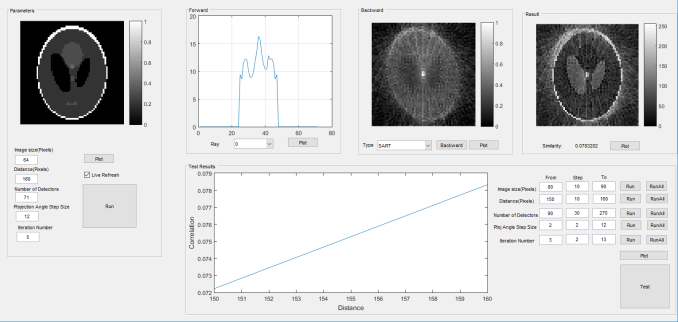 Parameters
1
0.8
0.6
0.4
0.2
0
Image size(Pixels)
64
Plot
Distance(Pixels)
160
Live Refresh
Number of Detectors
71
Projection Angle Step Size
12
Run
Iteration Number
5
Forward
20
15
10
5
0
0 20 40 60 80
Ray 0 Plot
Backward
1
0.8
0.6
0.4
0.2
0
Type SART Backward Plot
Result
250
200
150
100
50
0
Similarity: 0.0783202 Plot
Test Results
0.079
0.078
0.077
0.076
0.075
0.074
0.073
0.072
Correlation
150 151 152 153 154 155 156 157 158 159 160
Distance
From Step To
Image size(Pixels) 80 10 90 Run RunAll
Distance(Pixels) 150 10 160 Run RunAll
Number of Detectors 90 30 270 Run RunAll
Ptoj Angle Step Size 2 2 12 Run RunAll
Iteration Number 3 2 13 Run RunAll
Plot
Test